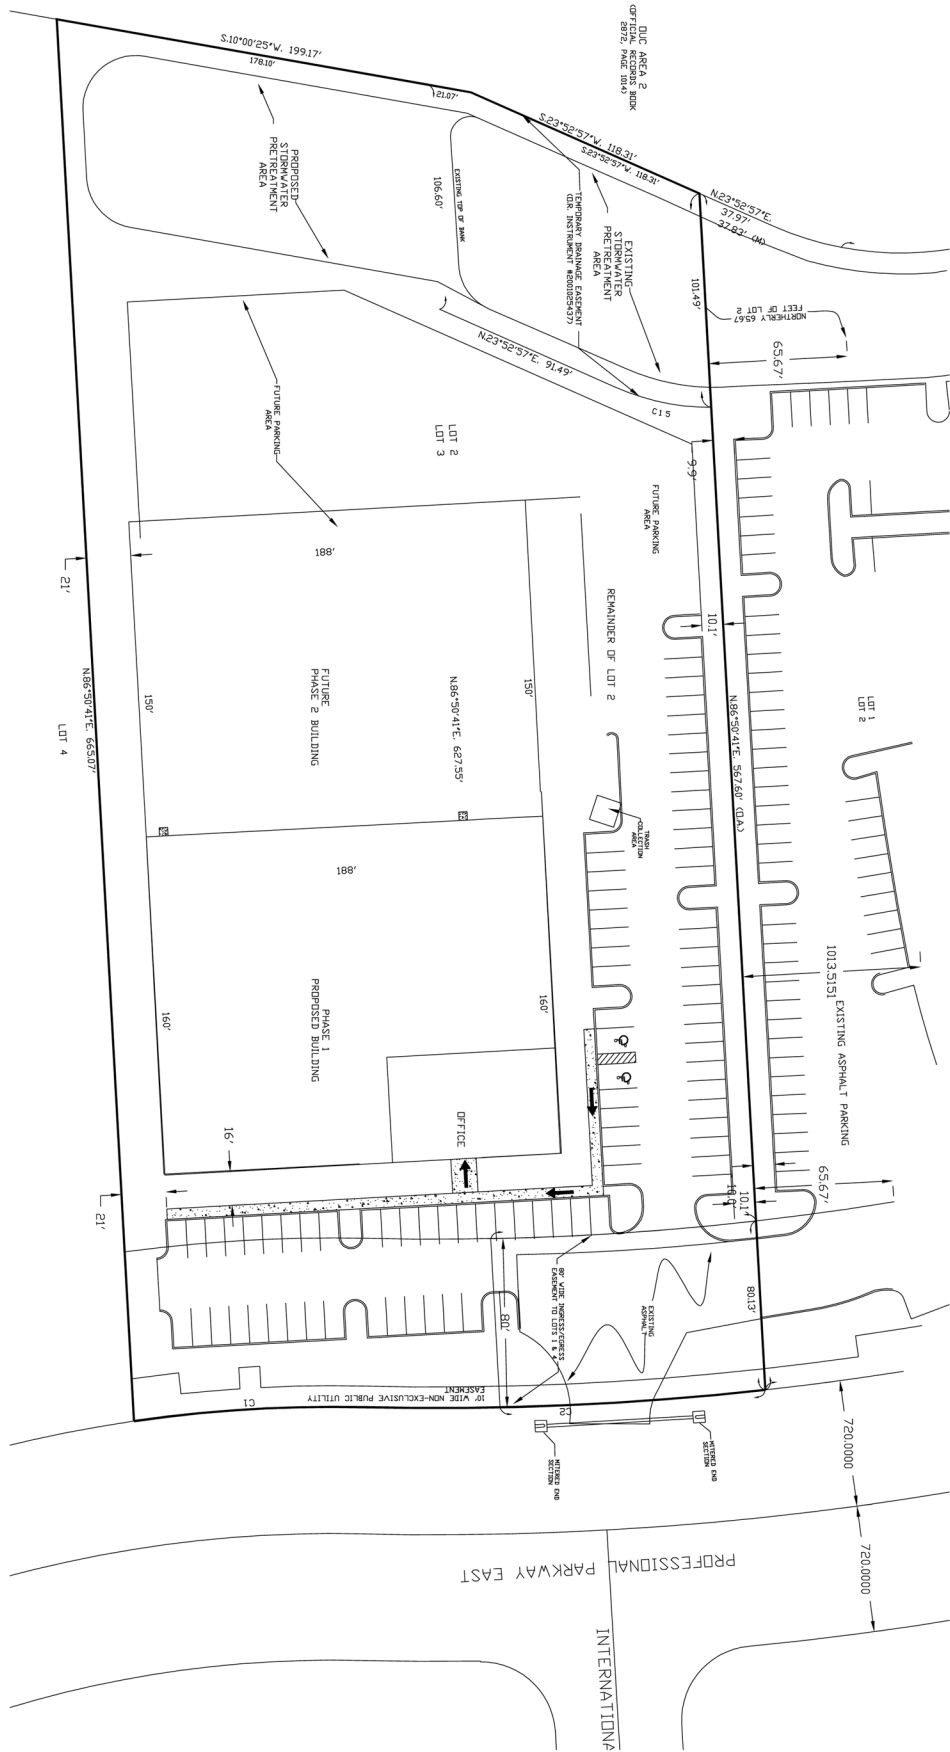 DUC AREA 2
(OFFICIAL RECORDS BOOK
2872, PAGE 1014)
S.10°00'25"W. 199.17'
178.10'
21.07'
S.23°52'57"W. 118.31'
S.23°52'57"W. 118.31'
N.23°52'57"E.
37.97'
37.83' (M)
PROPOSED
STORMWATER
PRETREATMENT
AREA
EXISTING TOP OF BANK
106.60'
TEMPORARY DRAINAGE EASEMENT
(O.R. INSTRUMENT #2001025437)
EXISTING
STORMWATER
PRETREATMENT
AREA
101.49'
NORTHERLY 65.67
FEET OF LOT 2
65.67'
N.23°52'57"E. 91.49'
C15
FUTURE PARKING
AREA
LOT 2
LOT 3
9.9'
FUTURE PARKING
AREA
188'
21'
REMAINDER OF LOT 2
10.1'
N.86°50'41"E. 665.07'
LOT 4
150'
FUTURE
PHASE 2 BUILDING
N.86°50'41"E. 627.55'
150'
N.86°50'41"E. 567.60' (O.A.)
LOT 1
LOT 2
TRASH
COLLECTION
AREA
188'
160'
PHASE 1
PROPOSED BUILDING
160'
1013.5151
EXISTING ASPHALT PARKING
OFFICE
16'
21'
10.1'
65.67'
80'
80' WIDE INGRESS/EGRESS
EASEMENT TO LOTS 1 &
EXISTING
ASPHALT
80.13'
10' WIDE NON-EXCLUSIVE PUBLIC UTILITY
EASEMENT
C1
C2
MITERED END
SECTION
MITERED END
SECTION
720.0000
720.0000
PROFESSIONAL PARKWAY EAST
INTERNATIONA